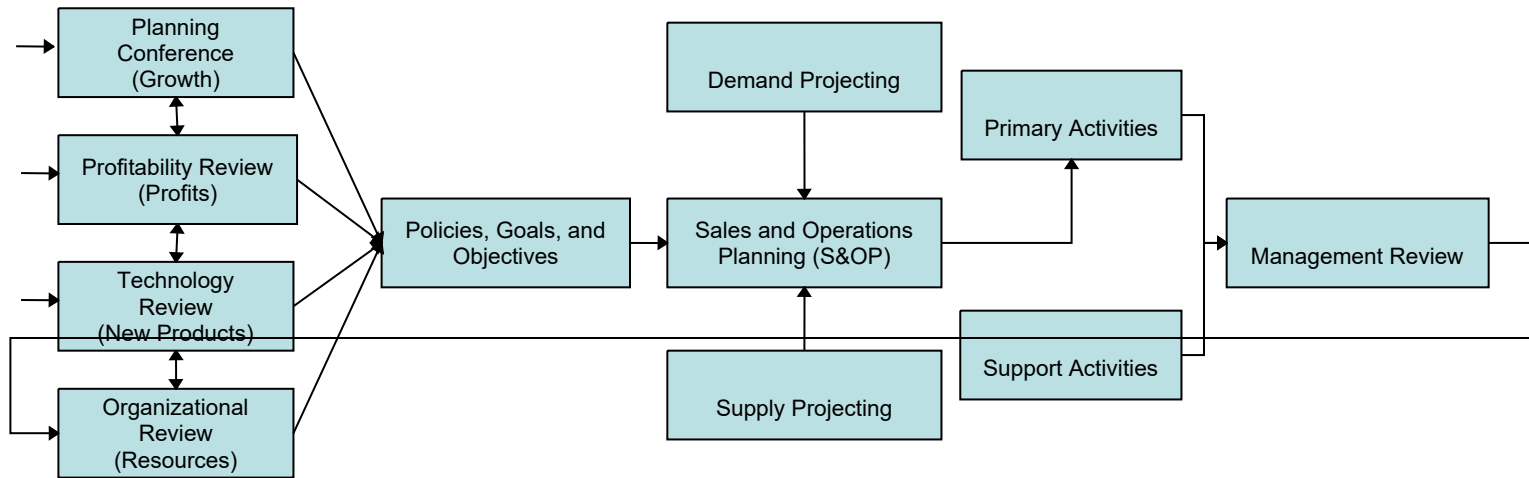 Planning
Conference
(Growth)
Profitability Review
(Profits)
Technology
Review
(New Products)
Organizational
Review
(Resources)
Policies, Goals, and
Objectives
Demand Projecting
Sales and Operations
Planning (S&OP)
Supply Projecting
Primary Activities
Support Activities
Management Review